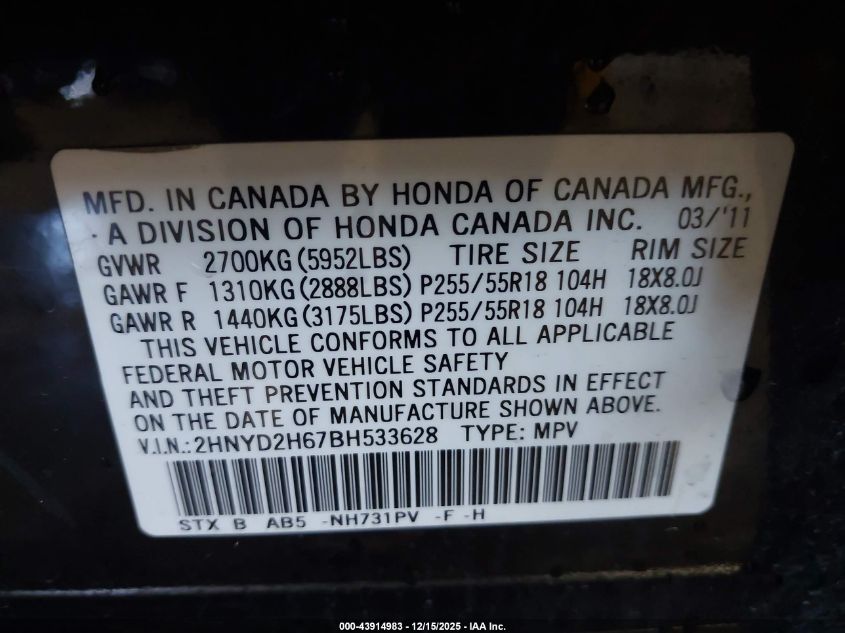 MFD. IN CANADA BY HONDA OF CANADA MFG.,
A DIVISION OF HONDA CANADA INC. 03/'11
GVWR 2700KG (5952LBS) TIRE SIZE RIM SIZE
GAWR F 1310KG (2888LBS) P255/55R18 104H 18X8.0J
GAWR R 1440KG (3175LBS) P255/55R18 104H 18X8.0J
THIS VEHICLE CONFORMS TO ALL APPLICABLE
FEDERAL MOTOR VEHICLE SAFETY
AND THEFT PREVENTION STANDARDS IN EFFECT
ON THE DATE OF MANUFACTURE SHOWN ABOVE.
V.I.N.:2HNYD2H67BH533628 TYPE: MPV
STX B AB5 -NH731PV -F -H
000-43914983 - 12/15/2025 - IAA Inc.